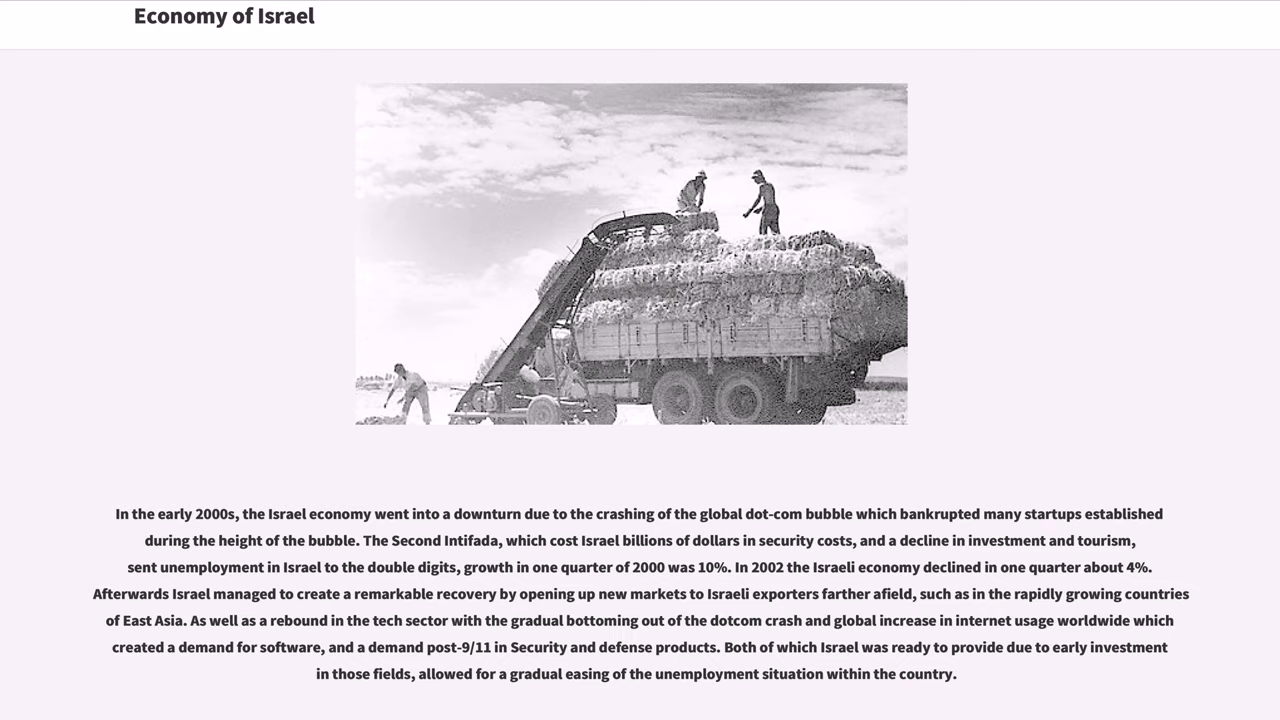 Economy of Israel
In the early 2000s, the Israel economy went into a downturn due to the crashing of the global dot-com bubble which bankrupted many startups established
during the height of the bubble. The Second Intifada, which cost Israel billions of dollars in security costs, and a decline in investment and tourism,
sent unemployment in Israel to the double digits, growth in one quarter of 2000 was 10%. In 2002 the Israeli economy declined in one quarter about 4%.
Afterwards Israel managed to create a remarkable recovery by opening up new markets to Israeli exporters farther afield, such as in the rapidly growing countries
of East Asia. As well as a rebound in the tech sector with the gradual bottoming out of the dotcom crash and global increase in internet usage worldwide which
created a demand for software, and a demand post-9/11 in Security and defense products. Both of which Israel was ready to provide due to early investment
in those fields, allowed for a gradual easing of the unemployment situation within the country.